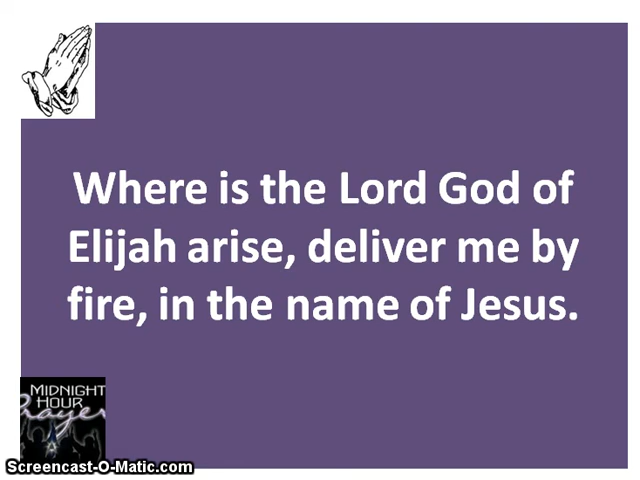 Where is the Lord God of
Elijah arise, deliver me by
fire, in the name of Jesus.
MIDNIGHT
HOUR
Prayer
Screencast-O-Matic.com